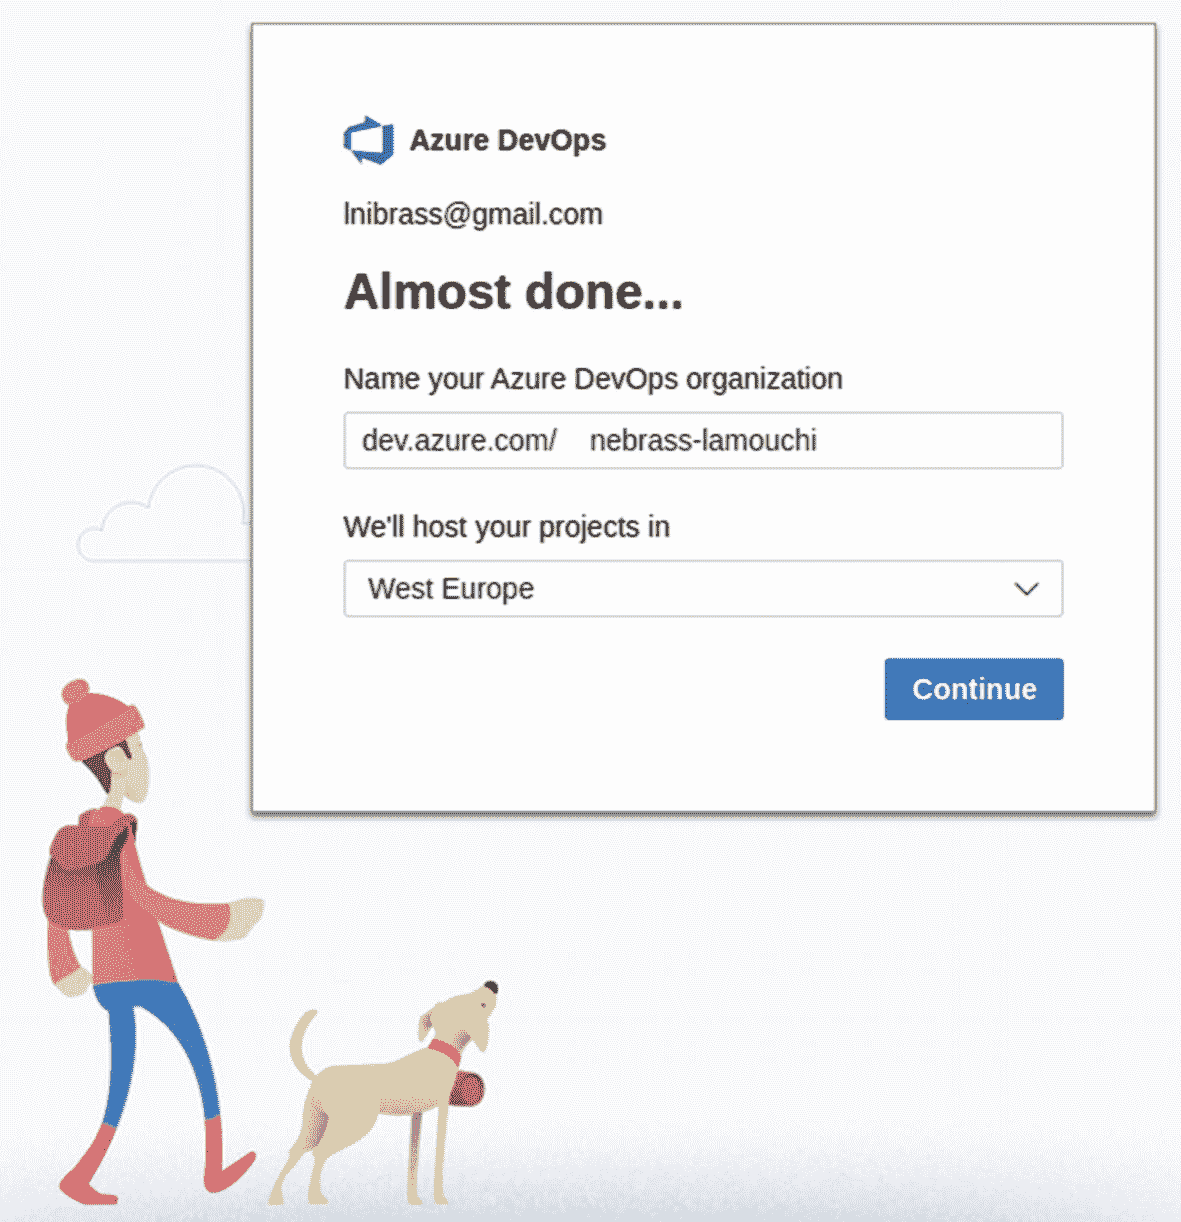 Azure DevOps
lnibrass@gmail.com
Almost done...
Name your Azure DevOps organization
dev.azure.com/ nebrass-lamouchi
We'll host your projects in
West Europe
Continue